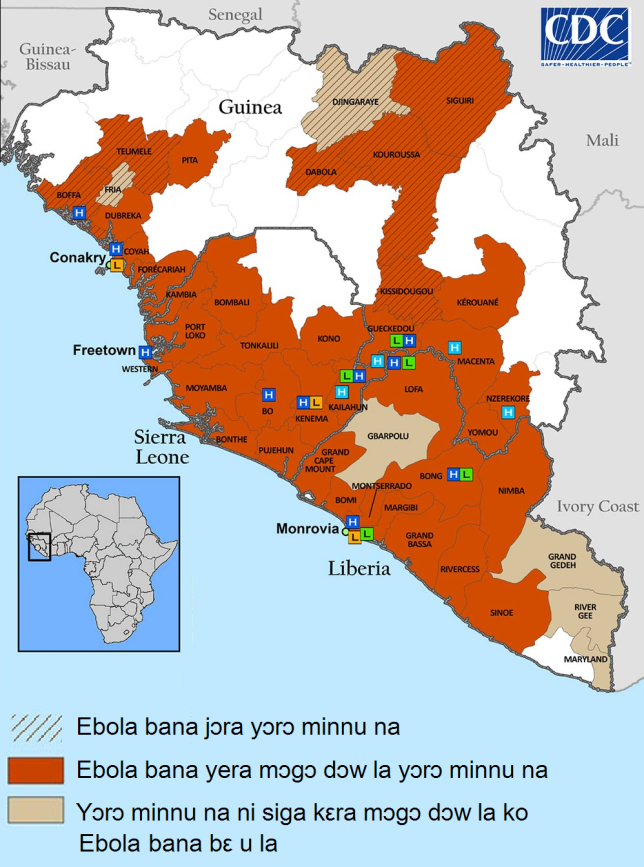 Senegal
CDC
SAFER • HEALTHIER • PEOPLE™
Guinea-
Bissau
Guinea
DJINGARAYE
SIGUIRI
Mali
TELIMELE
PITA
KOUROUSSA
DABOLA
FRIA
BOFFA
H
DUBREKA
H
COYAH
Conakry
L
FORÉCARIAH
KAMBIA
BOMBALI
KISSIDOUGOU
KÉROUANÉ
PORT
LOKO
KONO
GUECKEDOU
L H
TONKALILI
Freetown
H
H
MACENTA
H
H L
WESTERN
L H
LOFA
MOYAMBA
H
H
BO
H L
KENEMA
KAILAHUN
NZEREKORE
H
BONTHE
GBARPOLU
YOMOU
Sierra
Leone
PUJEHUN
GRAND
CAPE
MOUNT
BONG
H L
MONTSERRADO
NIMBA
BOMI
MARGIBI
Ivory Coast
H
Monrovia
L L
GRAND
BASSA
GRAND
GEDEH
Liberia
RIVERCESS
SINOE
RIVER
GEE
MARYLAND
Ebola bana jɔra yɔrɔ minnu na
Ebola bana yera mɔgɔ dɔw la yɔrɔ minnu na
Yɔrɔ minnu na ni siga kɛra mɔgɔ dɔw la ko
Ebola bana bɛ u la